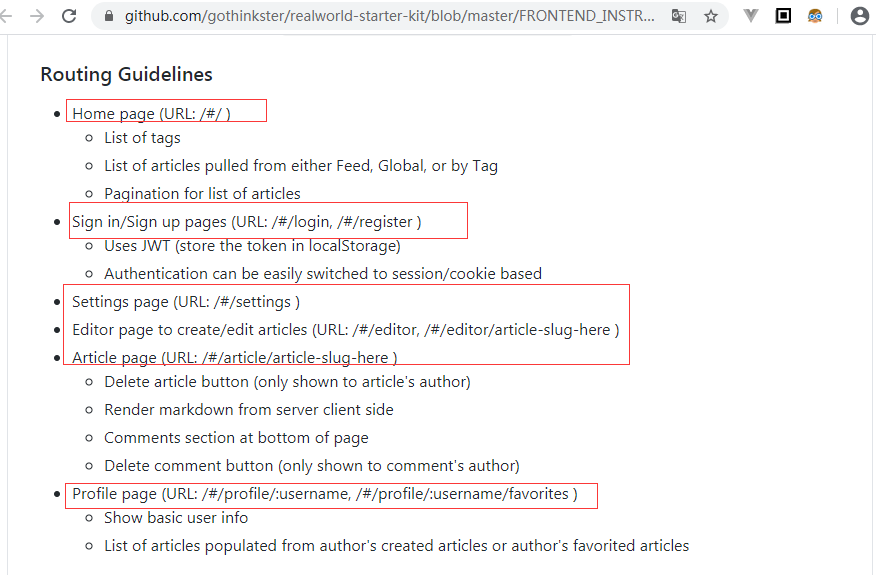 github.com/gothinkster/realworld-starter-kit/blob/master/FRONTEND_INSTR...
Routing Guidelines
Home page (URL: /#/ )
List of tags
List of articles pulled from either Feed, Global, or by Tag
Pagination for list of articles
Sign in/Sign up pages (URL: /#/login, /#/register )
Uses JWT (store the token in localStorage)
Authentication can be easily switched to session/cookie based
Settings page (URL: /#/settings )
Editor page to create/edit articles (URL: /#/editor, /#/editor/article-slug-here )
Article page (URL: /#/article/article-slug-here )
Delete article button (only shown to article's author)
Render markdown from server client side
Comments section at bottom of page
Delete comment button (only shown to comment's author)
Profile page (URL: /#/profile/:username, /#/profile/:username/favorites )
Show basic user info
List of articles populated from author's created articles or author's favorited articles